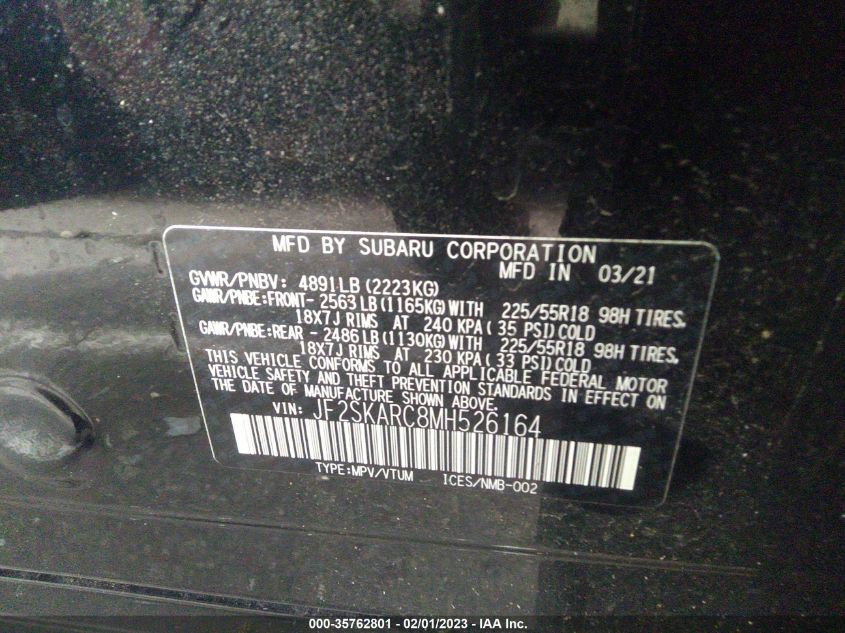 MFD BY SUBARU CORPORATION
MFD IN 03/21
GVWR/PNBV: 4891LB (2223KG)
GAWR/PNBE:FRONT- 2563 LB (1165KG) WITH 225/55R18 98H TIRES,
18X7J RIMS AT 240 KPA ( 35 PSI) COLD
GAWR/PNBE:REAR - 2486 LB (1130KG) WITH 225/55R18 98H TIRES,
18X7J RIMS AT 230 KPA ( 33 PSI) COLD
THIS VEHICLE CONFORMS TO ALL APPLICABLE FEDERAL MOTOR
VEHICLE SAFETY AND THEFT PREVENTION STANDARDS IN EFFECT ON
THE DATE OF MANUFACTURE SHOWN ABOVE.
VIN: JF2SKARC8MH526164
TYPE:MPV/VTUM ICES/NMB-002
000-35762801 - 02/01/2023 - IAA Inc.